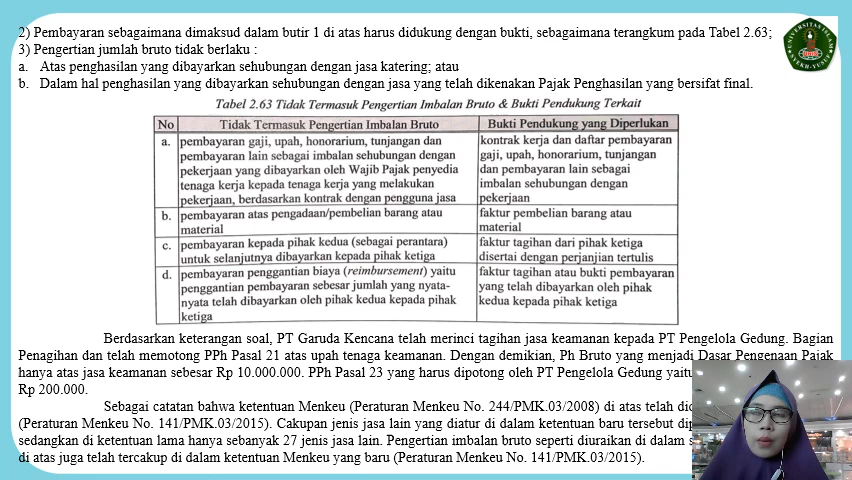 2) Pembayaran sebagaimana dimaksud dalam butir 1 di atas harus didukung dengan bukti, sebagaimana terangkum pada Tabel 2.63;
3) Pengertian jumlah bruto tidak berlaku :
a. Atas penghasilan yang dibayarkan sehubungan dengan jasa katering; atau
b. Dalam hal penghasilan yang dibayarkan sehubungan dengan jasa yang telah dikenakan Pajak Penghasilan yang bersifat final.
Tabel 2.63 Tidak Termasuk Pengertian Imbalan Bruto & Bukti Pendukung Terkait
No Tidak Termasuk Pengertian Imbalan Bruto Bukti Pendukung yang Diperlukan
a. pembayaran gaji, upah, honorarium, tunjangan dan kontrak kerja dan daftar pembayaran
pembayaran lain sebagai imbalan sehubungan dengan gaji, upah, honorarium, tunjangan
pekerjaan yang dibayarkan oleh Wajib Pajak penyedia dan pembayaran lain sebagai
tenaga kerja kepada tenaga kerja yang melakukan imbalan sehubungan dengan
pekerjaan, berdasarkan kontrak dengan pengguna jasa pekerjaan
b. pembayaran atas pengadaan/pembelian barang atau faktur pembelian barang atau
material material
c. pembayaran kepada pihak kedua (sebagai perantara) faktur tagihan dari pihak ketiga
untuk selanjutnya dibayarkan kepada pihak ketiga disertai dengan perjanjian tertulis
d. pembayaran penggantian biaya (reimbursement) yaitu faktur tagihan atau bukti pembayaran
penggantian pembayaran sebesar jumlah yang nyata- yang telah dibayarkan oleh pihak
nyata telah dibayarkan oleh pihak kedua kepada pihak kedua kepada pihak ketiga
ketiga
Berdasarkan keterangan soal, PT Garuda Kencana telah merinci tagihan jasa keamanan kepada PT Pengelola Gedung. Bagian
Penagihan dan telah memotong PPh Pasal 21 atas upah tenaga keamanan. Dengan demikian, Ph Bruto yang menjadi Dasar Pengenaan Pajak
hanya atas jasa keamanan sebesar Rp 10.000.000. PPh Pasal 23 yang harus dipotong oleh PT Pengelola Gedung yaitu
Rp 200.000.
Sebagai catatan bahwa ketentuan Menkeu (Peraturan Menkeu No. 244/PMK.03/2008) di atas telah
(Peraturan Menkeu No. 141/PMK.03/2015). Cakupan jenis jasa lain yang diatur di dalam ketentuan baru tersebut
sedangkan di ketentuan lama hanya sebanyak 27 jenis jasa lain. Pengertian imbalan bruto seperti diuraikan di dalam
di atas juga telah tercakup di dalam ketentuan Menkeu yang baru (Peraturan Menkeu No. 141/PMK.03/2015).